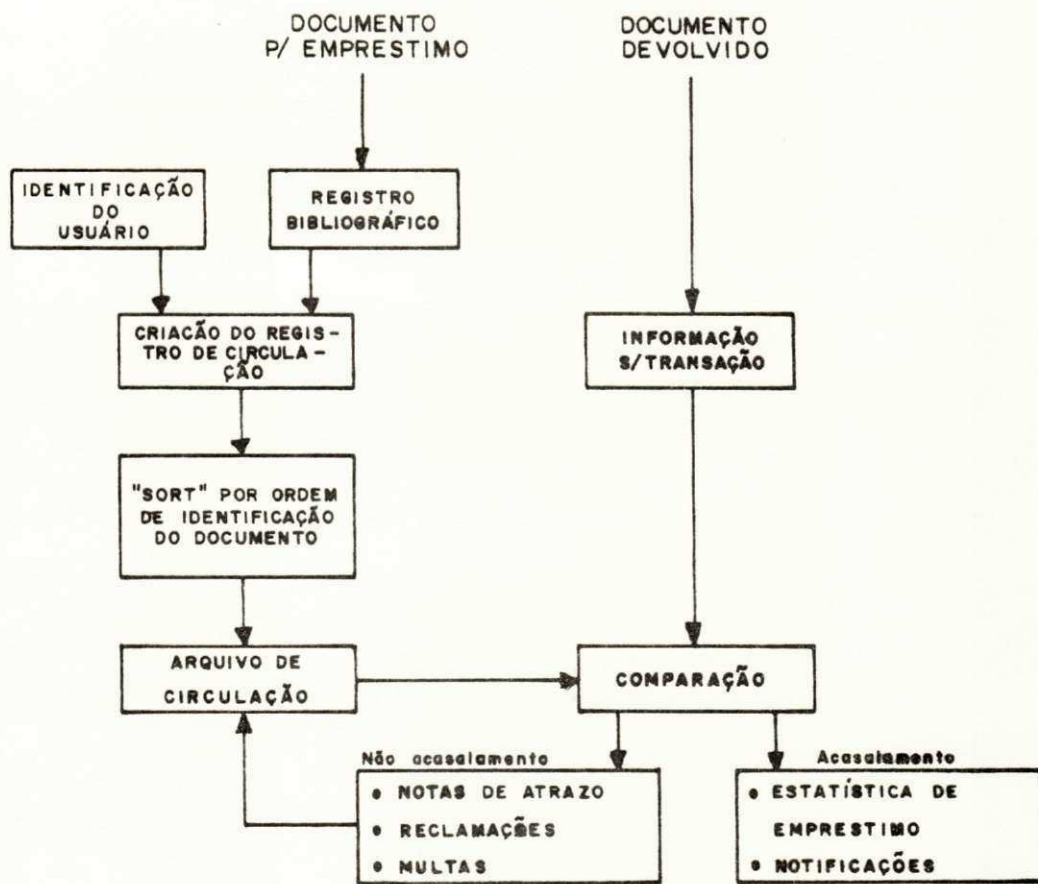 DOCUMENTO
P/ EMPRESTIMO
DOCUMENTO
DEVOLVIDO
IDENTIFICAÇÃO
DO
USUÁRIO
REGISTRO
BIBLIOGRÁFICO
CRIACÃO DO REGIS-
TRO DE CIRCULA-
ÇÃO
INFORMAÇÃO
S/TRANSAÇÃO
"SORT" POR ORDEM
DE IDENTIFICAÇÃO
DO DOCUMENTO
ARQUIVO DE
CIRCULAÇÃO
COMPARAÇÃO
Não acasalamento
• NOTAS DE ATRAZO
• RECLAMAÇÕES
• MULTAS
Acasalamento
• ESTATÍSTICA DE
EMPRESTIMO
• NOTIFICAÇÕES